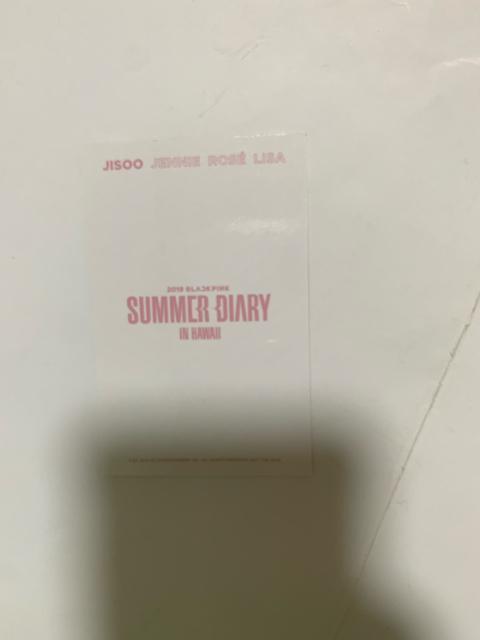 JISOO JENNIE ROSÉ LISA
2019 BLACKPINK
SUMMER DIARY
IN HAWAII